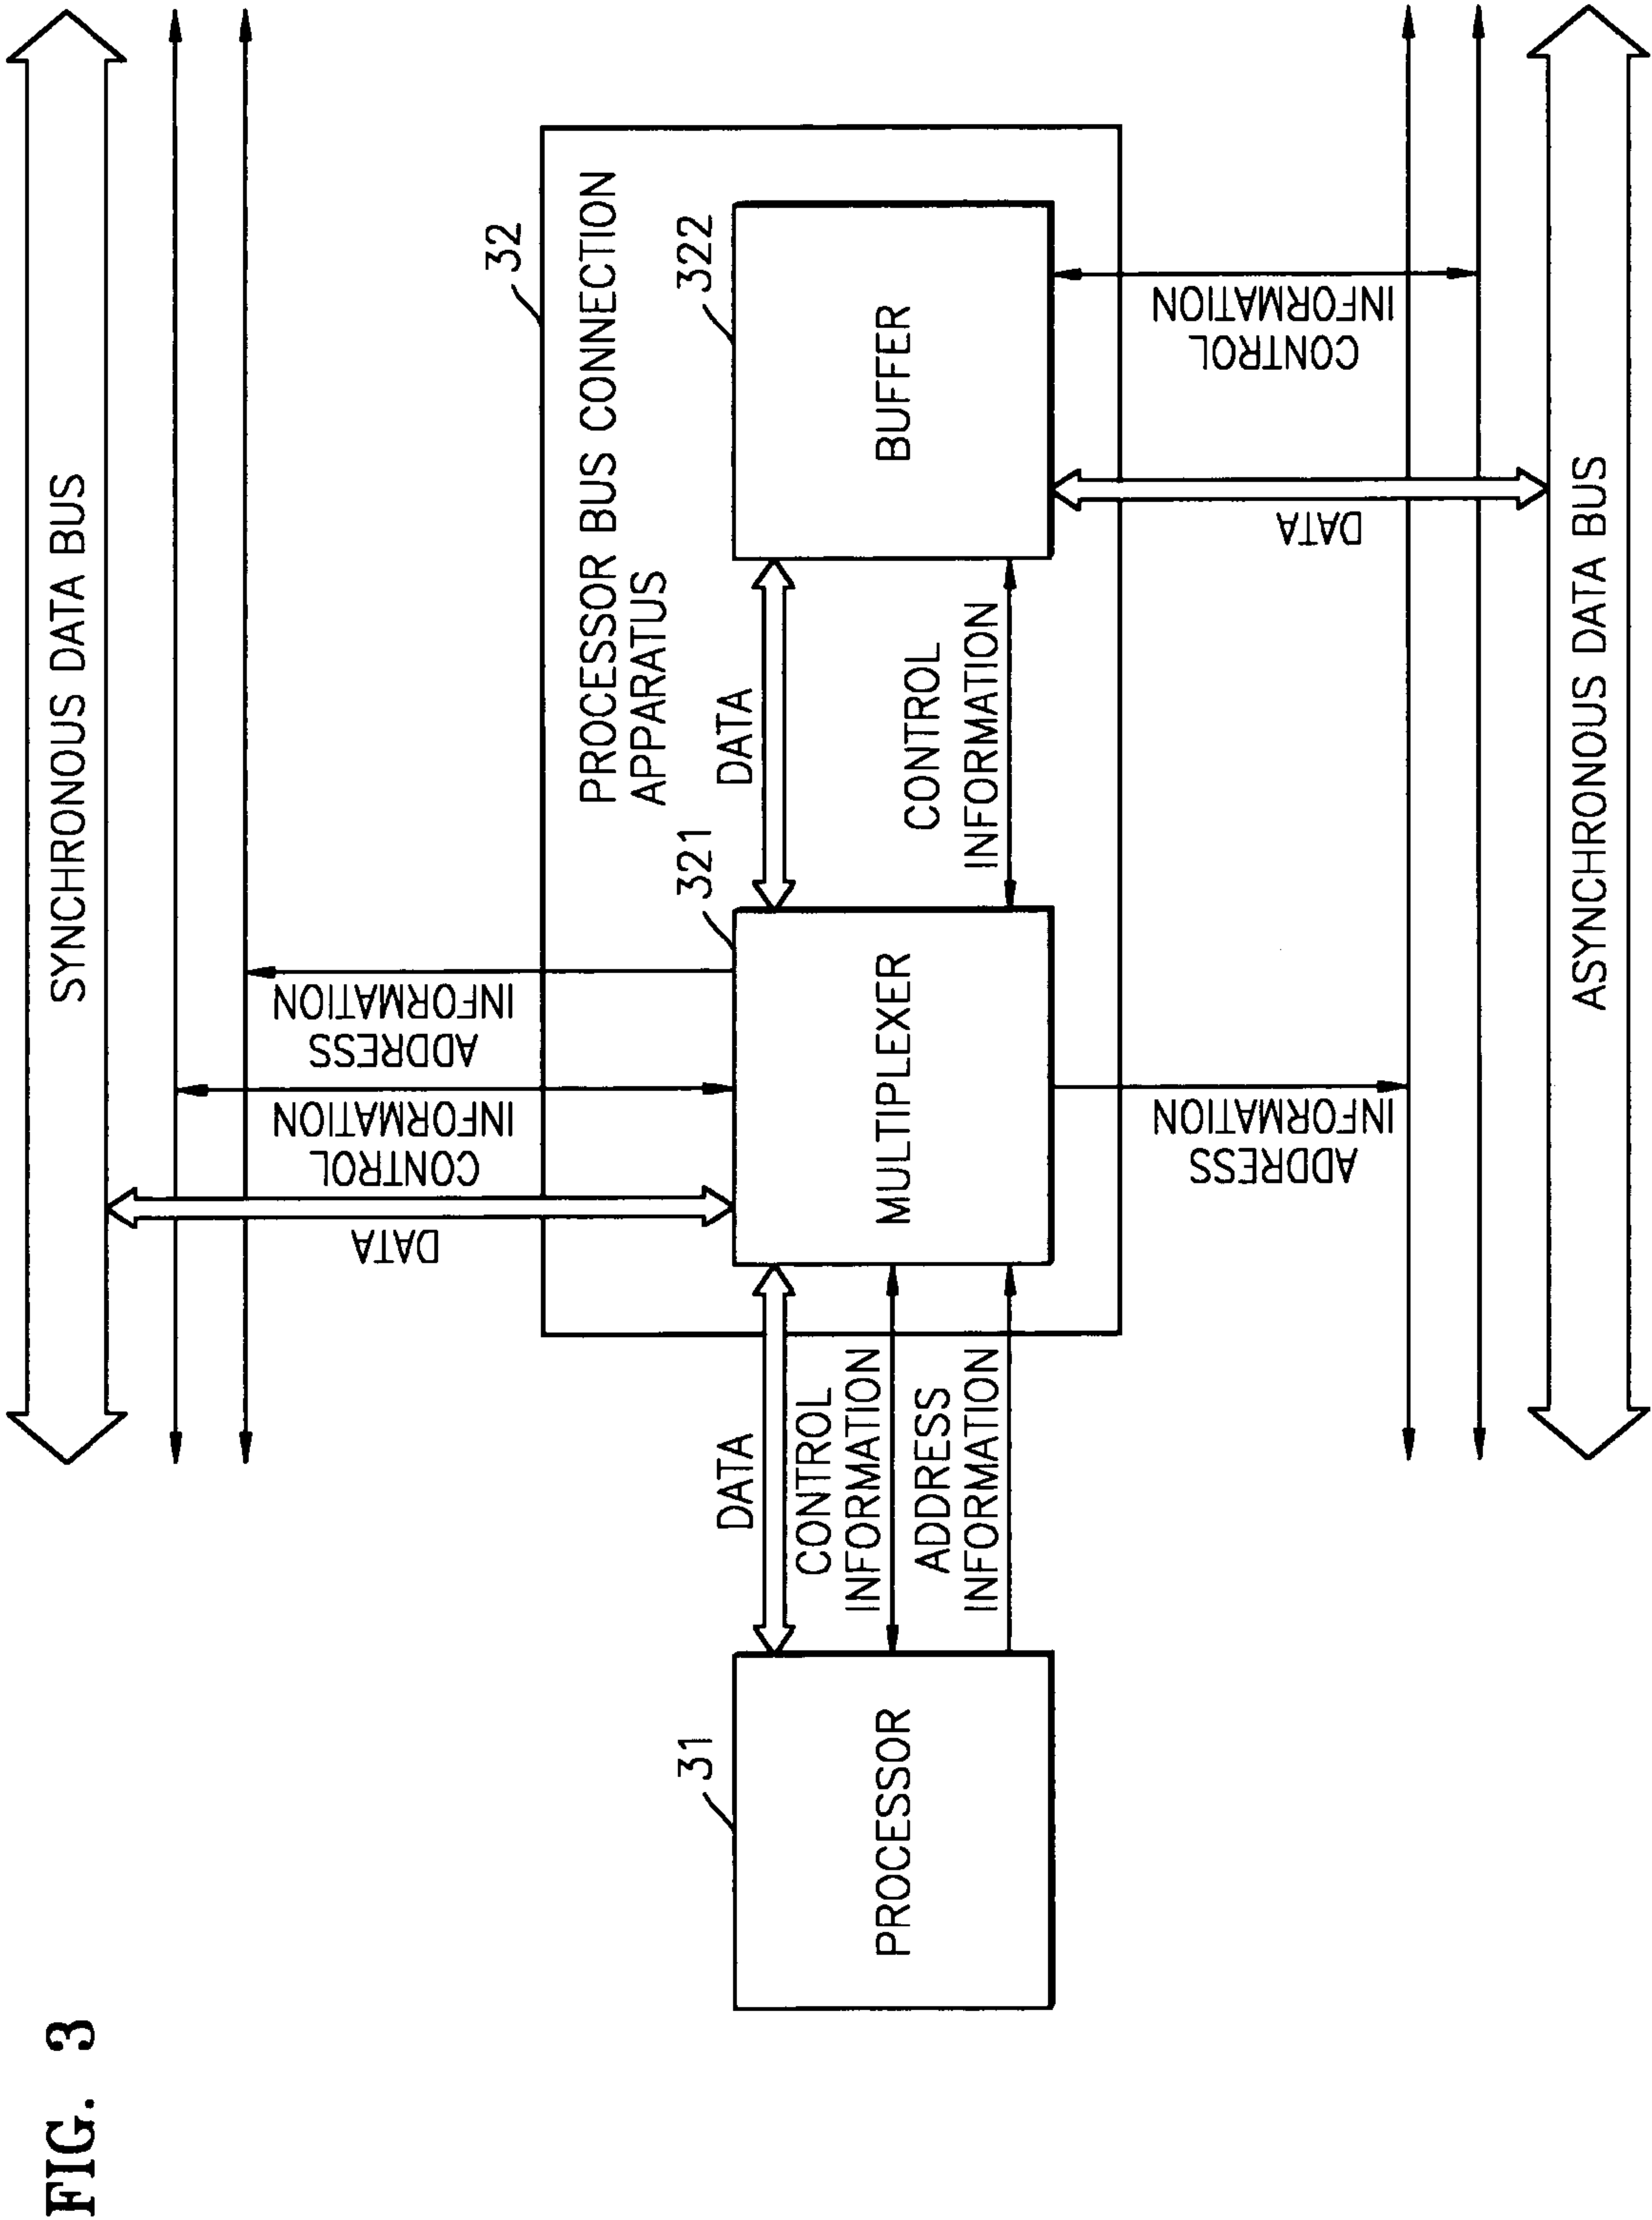 FIG. 3
SYNCHRONOUS DATA BUS
DATA
CONTROL
INFORMATION
ADDRESS
INFORMATION
32
PROCESSOR BUS CONNECTION
APPARATUS
31
PROCESSOR
DATA
CONTROL
INFORMATION
ADDRESS
INFORMATION
321
MULTIPLEXER
DATA
CONTROL
INFORMATION
322
BUFFER
ADDRESS
INFORMATION
DATA
CONTROL
INFORMATION
ASYNCHRONOUS DATA BUS